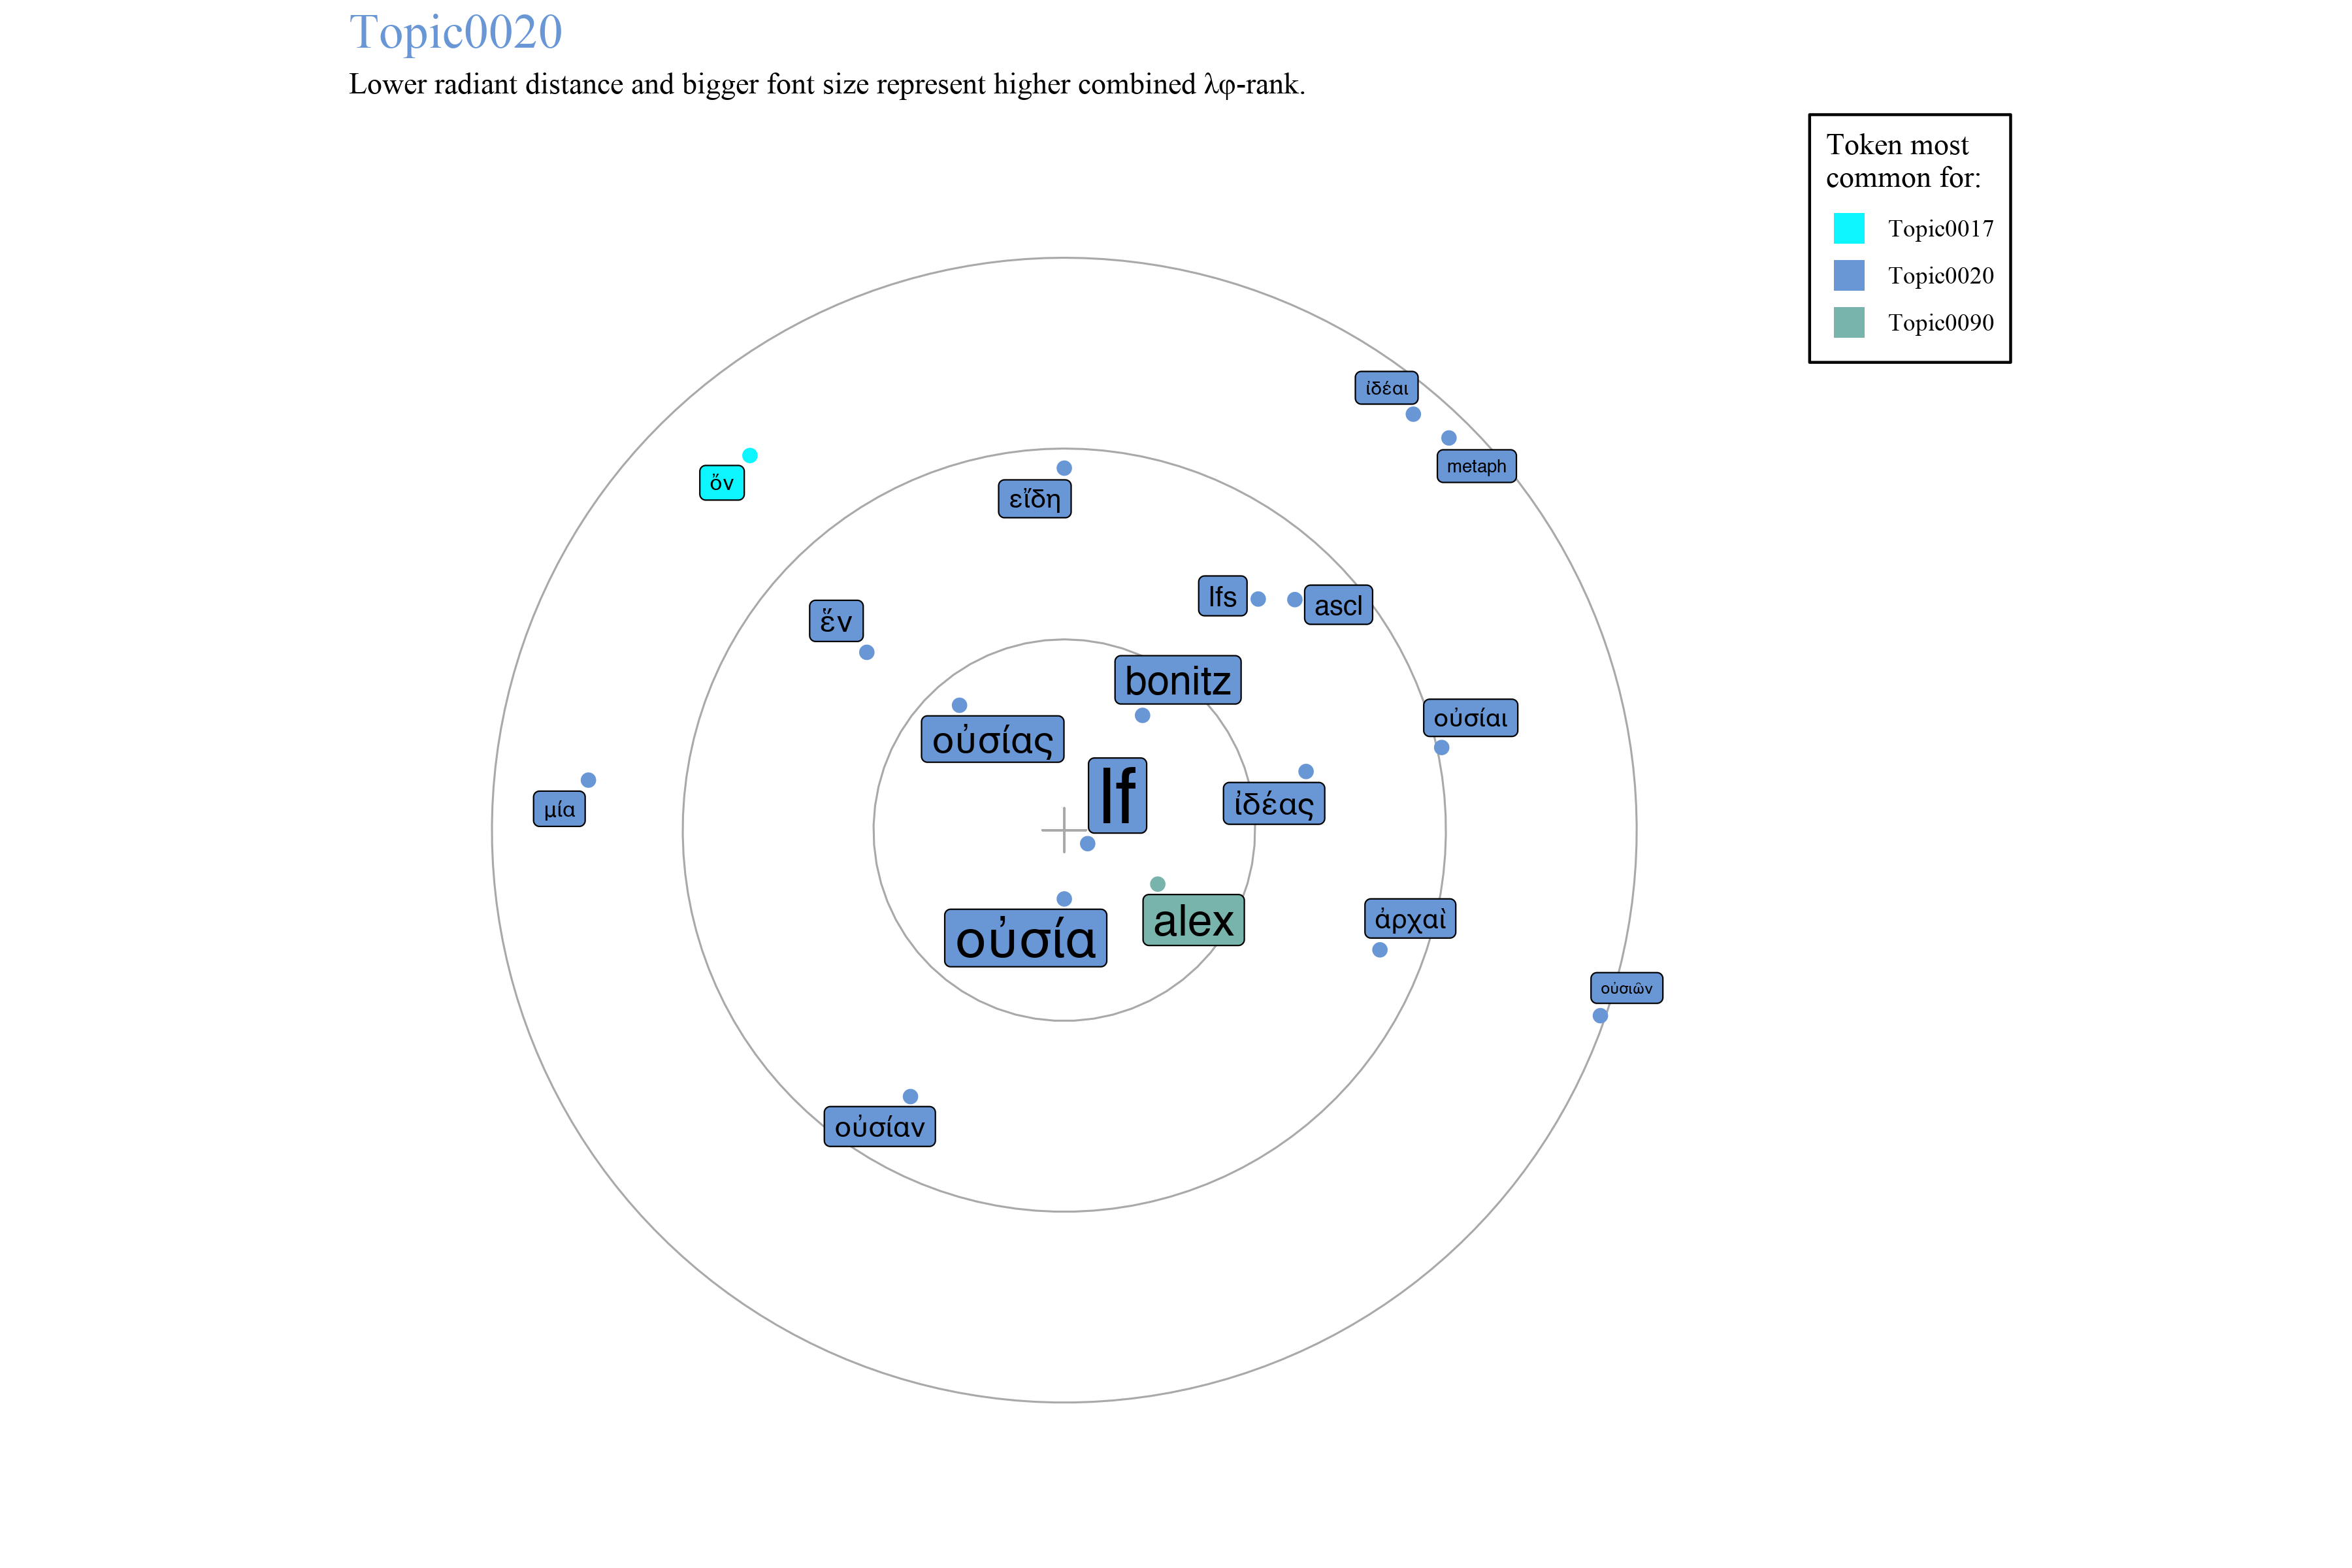 Topic0020
Lower radiant distance and bigger font size represent higher combined λφ-rank.
Token most
common for:
Topic0017
Topic0020
Topic0090
ἰδέαι
metaph
ὄν
εἴδη
lfs
ascl
ἕν
bonitz
οὐσίας
οὐσίαι
lf
ἰδέας
μία
alex
οὐσία
ἀρχαὶ
οὐσιῶν
οὐσίαν